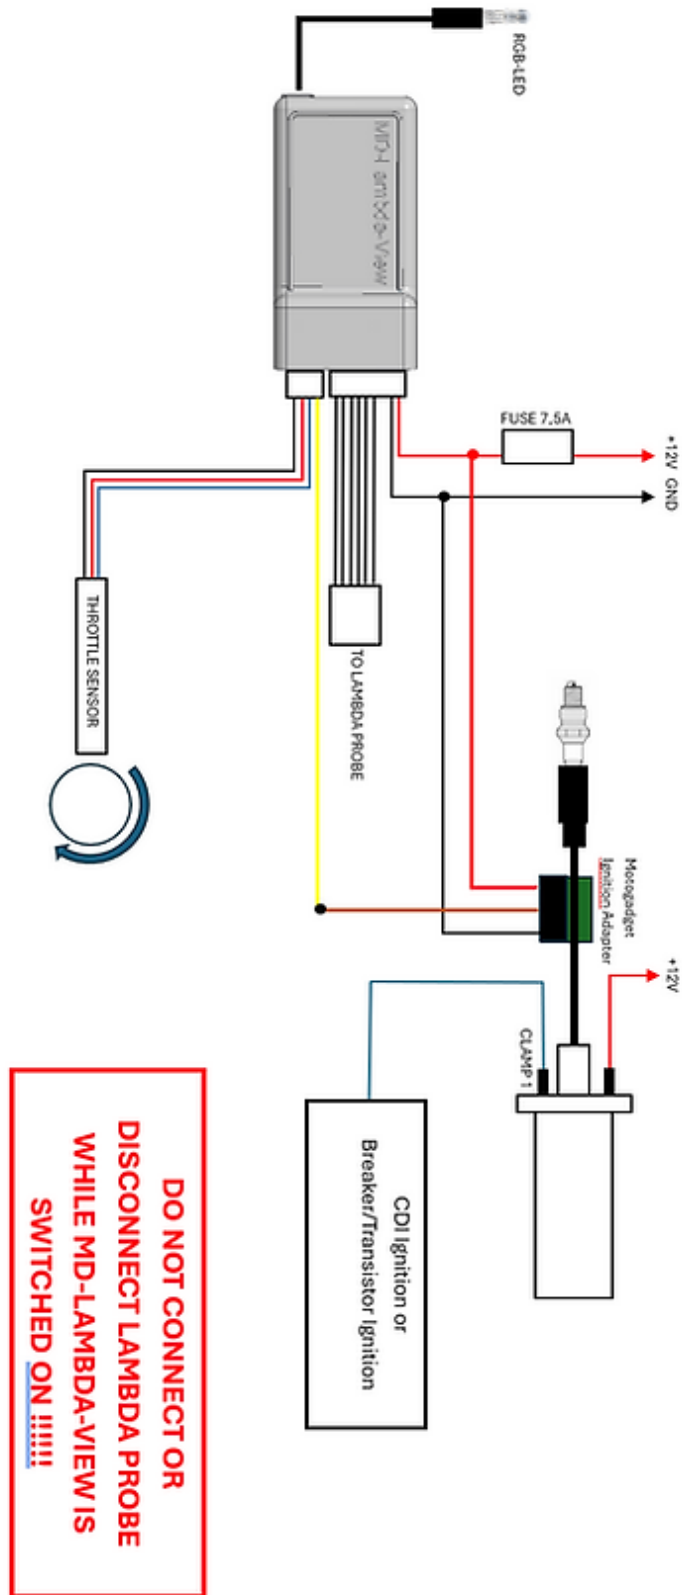 RGB-LED
MD-Lambda-View
FUSE 7,5A
+12V
GND
THROTTLE SENSOR
TO LAMBDA PROBE
Motogadget
Ignition Adapter
+12V
CLAMP 1
CDI Ignition or
Breaker/Transistor Ignition
DO NOT CONNECT OR
DISCONNECT LAMBDA PROBE
WHILE MD-LAMBDA-VIEW IS
SWITCHED ON !!!!!!